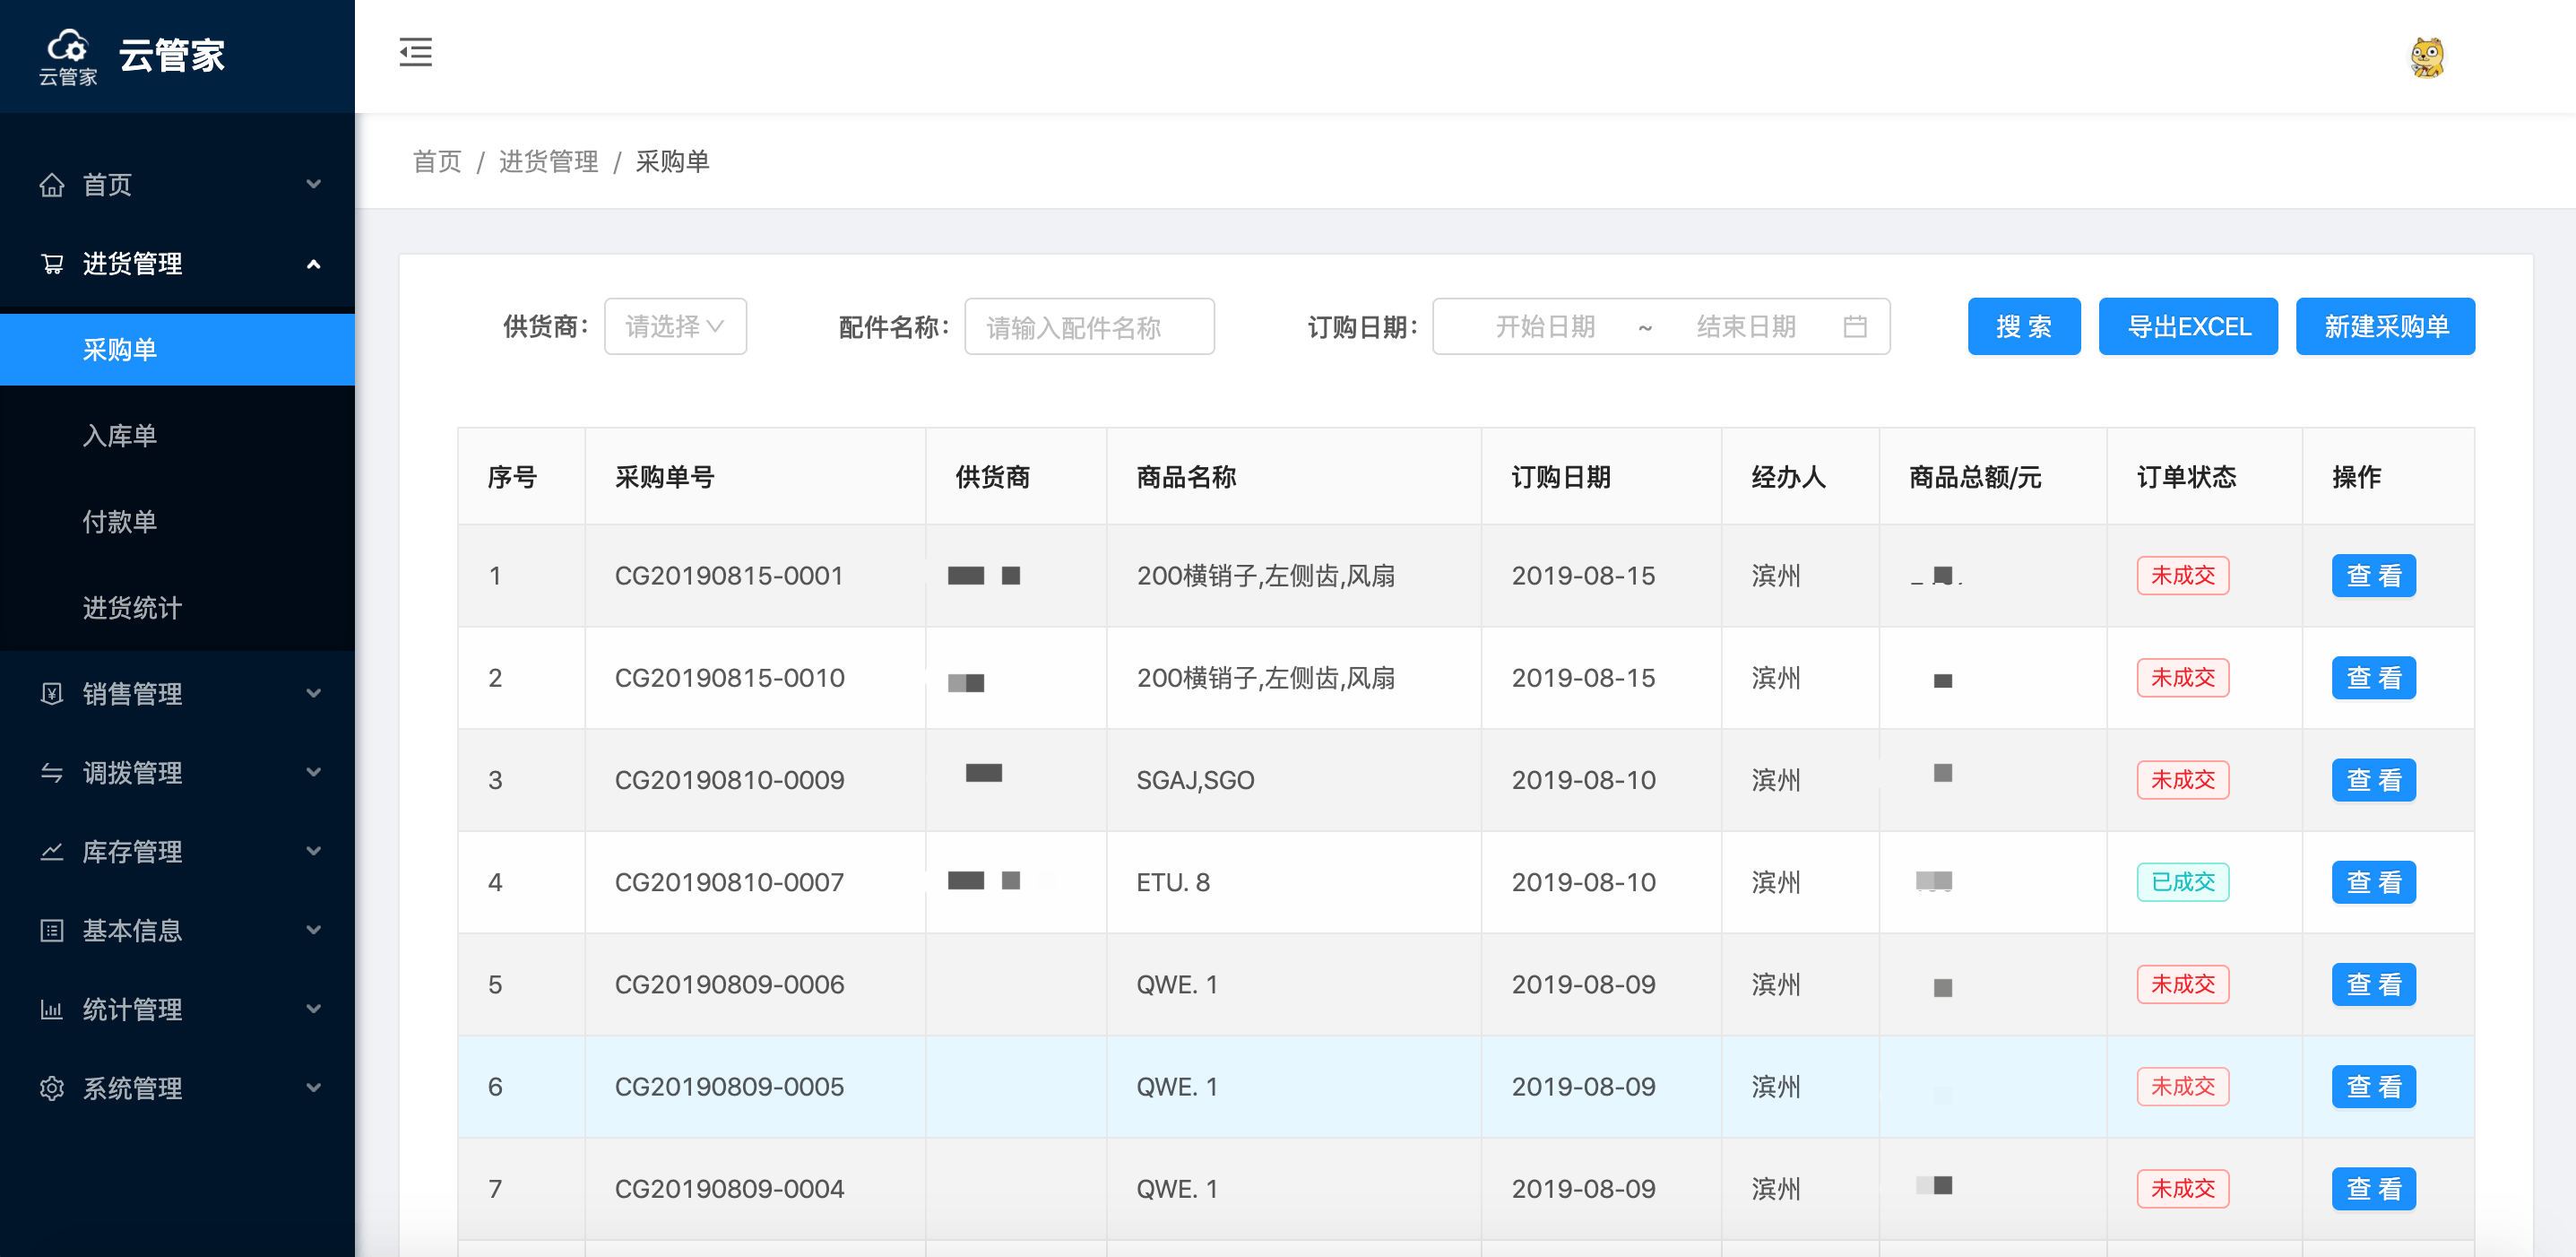 云管家 云管家
首页
进货管理
采购单
入库单
付款单
进货统计
销售管理
调拨管理
库存管理
基本信息
统计管理
系统管理
首页 / 进货管理 / 采购单
供货商: 请选择 配件名称: 请输入配件名称 订购日期: 开始日期 ~ 结束日期 搜 索 导出EXCEL 新建采购单
序号 采购单号 供货商 商品名称 订购日期 经办人 商品总额/元 订单状态 操作
1 CG20190815-0001 200横销子,左侧齿,风扇 2019-08-15 滨州 未成交 查 看
2 CG20190815-0010 200横销子,左侧齿,风扇 2019-08-15 滨州 未成交 查 看
3 CG20190810-0009 SGAJ,SGO 2019-08-10 滨州 未成交 查 看
4 CG20190810-0007 ETU. 8 2019-08-10 滨州 已成交 查 看
5 CG20190809-0006 QWE. 1 2019-08-09 滨州 未成交 查 看
6 CG20190809-0005 QWE. 1 2019-08-09 滨州 未成交 查 看
7 CG20190809-0004 QWE. 1 2019-08-09 滨州 未成交 查 看